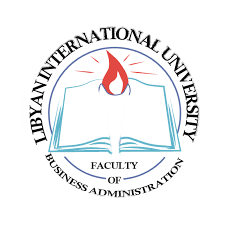 LIBYAN INTERNATIONAL UNIVERSITY
FACULTY
OF
BUSINESS ADMINISTRATION